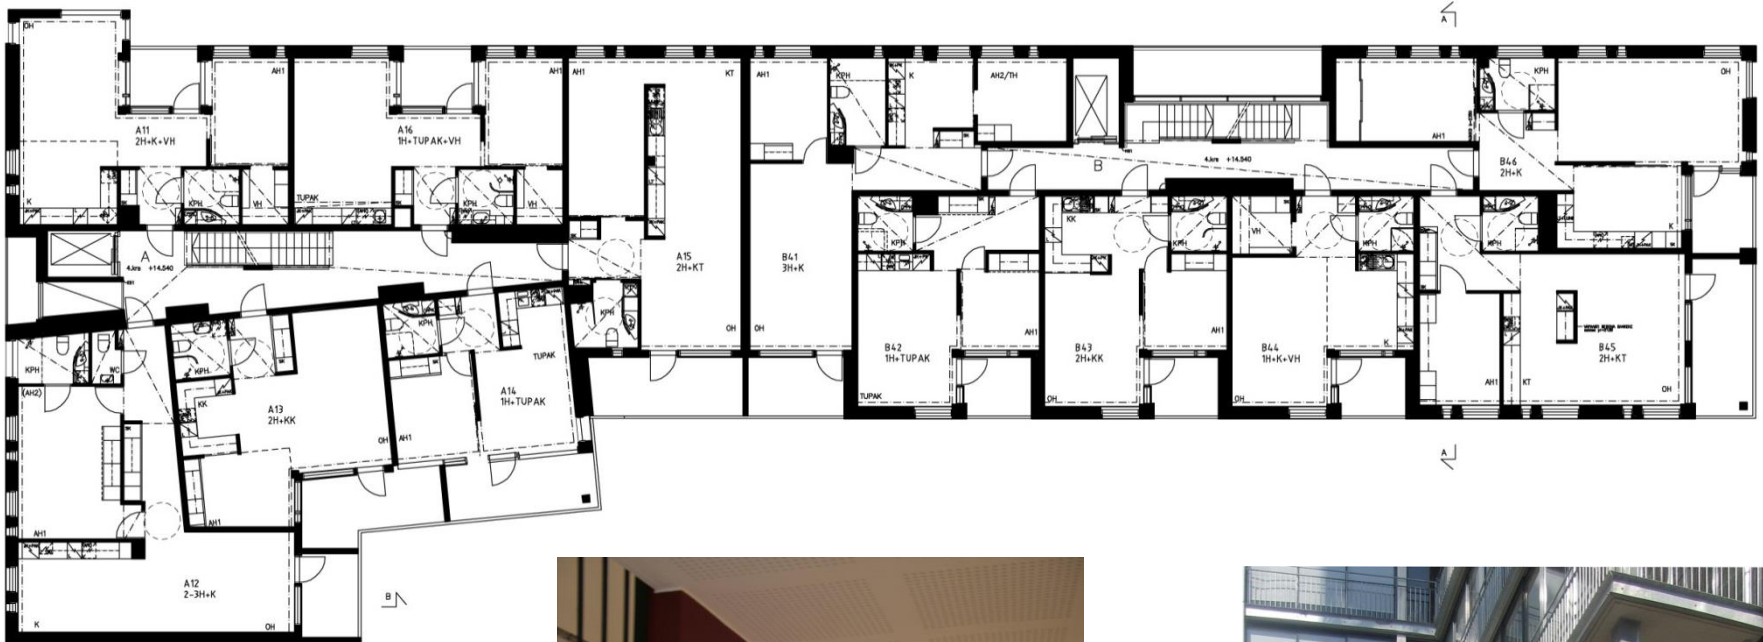 A
OH
AH1
AH1
AH1
KT
AH1
KPH
K
AH2/TH
KPH
OH
A11
2H+K+VH
A16
1H+TUPAK+VH
AH1
B46
2H+K
B
4.krs +14.540
K
KPH
VH
TUPAK
KPH
VH
A15
2H+KT
B41
3H+K
KPH
KK
KPH
VH
KPH
KPH
K
A
4.krs +14.540
KPH
OH
OH
B42
1H+TUPAK
AH1
B43
2H+KK
AH1
B44
1H+K+VH
K
B45
2H+KT
TUPAK
OH
OH
AH1
KT
OH
KPH
WC
KPH
KPH
TUPAK
(AH2)
KK
A13
2H+KK
OH
AH1
A14
1H+TUPAK
AH1
AH1
A
A12
2-3H+K
K
OH
B